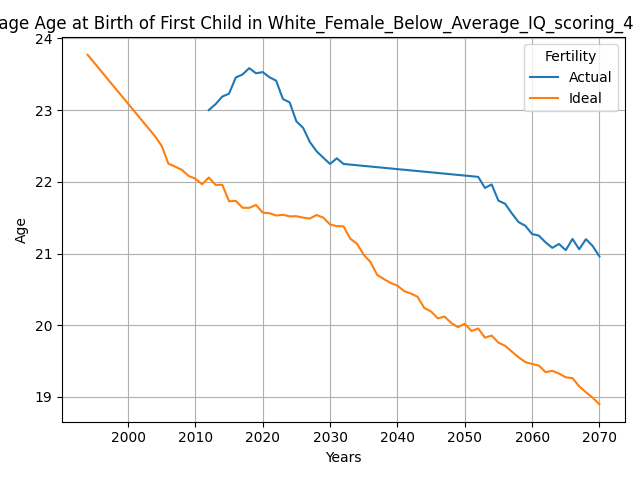 age Age at Birth of First Child in White_Female_Below_Average_IQ_scoring_4
24
23
22
21
20
19
Age
Fertility
Actual
Ideal
2000 2010 2020 2030 2040 2050 2060 2070
Years